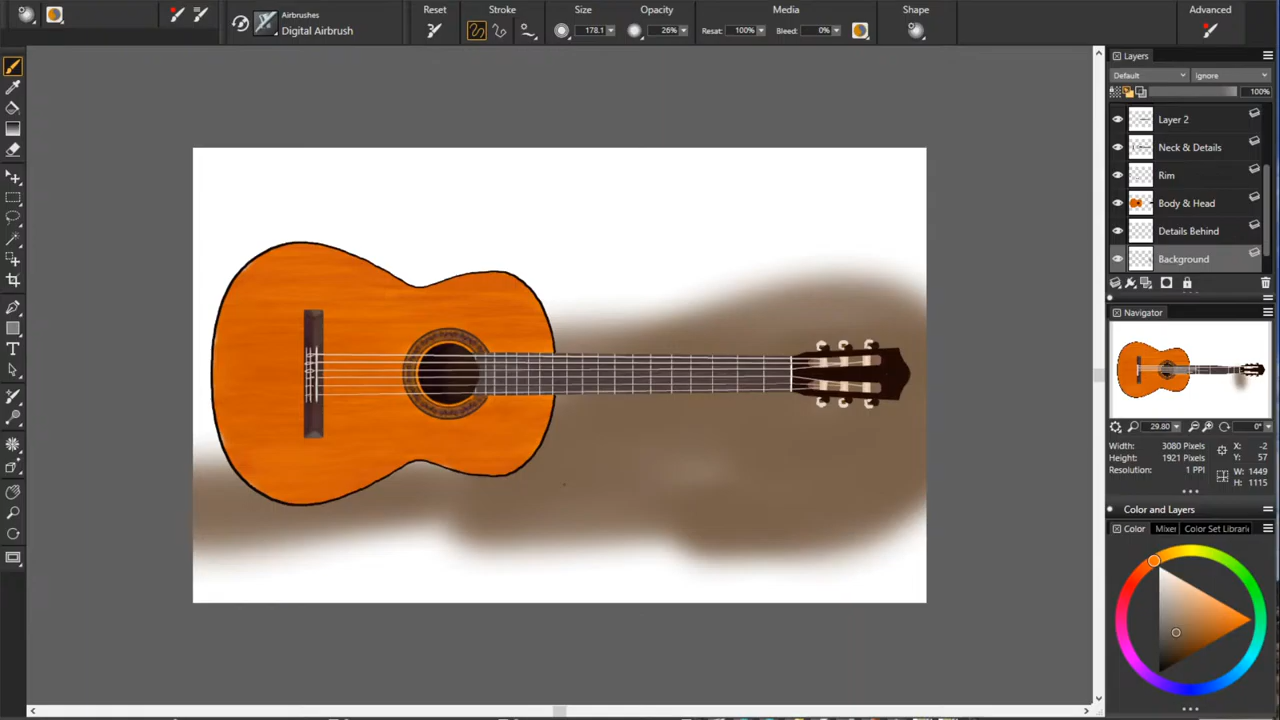 Airbrushes
Digital Airbrush
Reset
Stroke
Size
178.1
Opacity
26%
Media
Resat: 100%
Bleed: 0%
Shape
Advanced
Layers
Default
Ignore
100%
Layer 2
Neck & Details
Rim
Body & Head
Details Behind
Background
Navigator
29.80
0°
Width: 3080 Pixels
Height: 1921 Pixels
Resolution: 1 PPI
X: -2
Y: 57
W: 1449
H: 1115
Color and Layers
Color
Mixer
Color Set Librarie